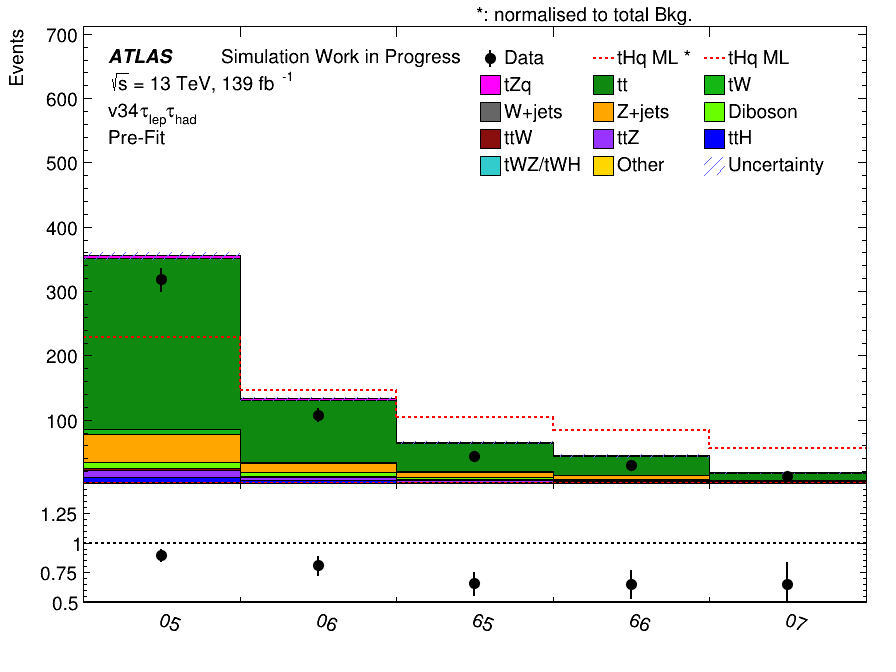 *: normalised to total Bkg.
Events
700
600
500
400
300
200
100
ATLAS Simulation Work in Progress
√s = 13 TeV, 139 fb -1
v34τlepτhad
Pre-Fit
Data tHq ML * tHq ML
tZq tt tW
W+jets Z+jets Diboson
ttW ttZ ttH
tWZ/tWH Other Uncertainty
1.25
1
0.75
0.5
05 06 65 66 07